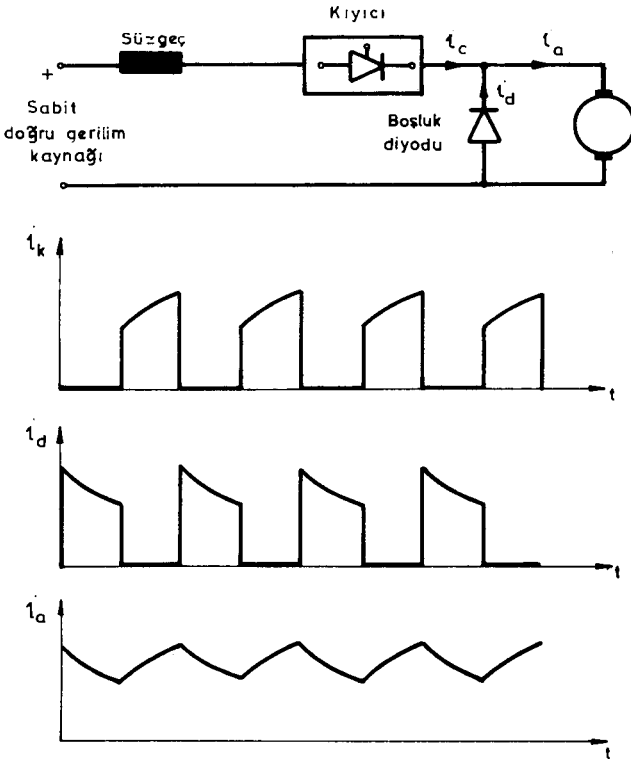 Kıyıcı
Süzgeç
i_c
i_a
+
i_d
Sabit
doğru gerilim
kaynağı
Boşluk
diyodu
i_k
t
i_d
t
i_a
t